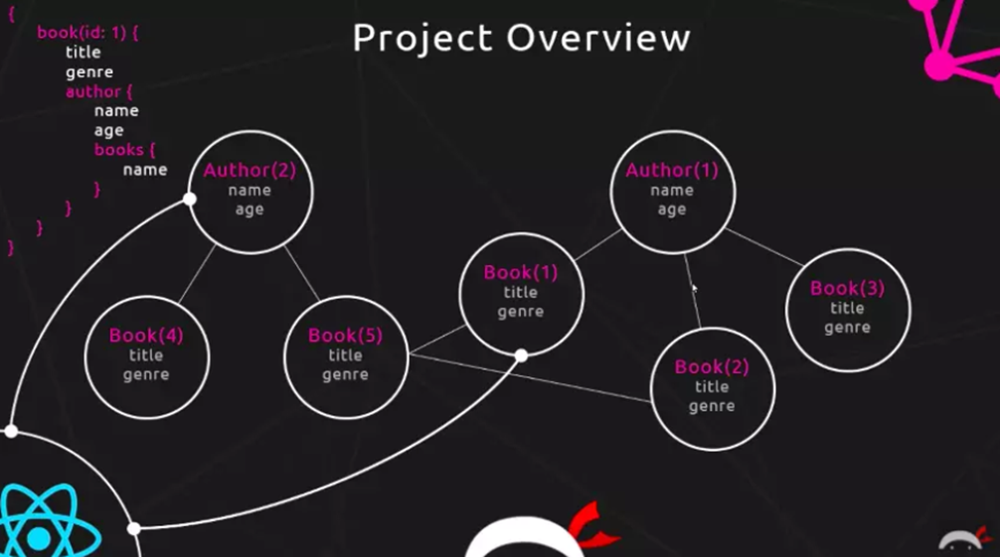 Project Overview
{
book(id: 1) {
title
genre
author {
name
age
books {
name
}
}
}
}
Author(2)
name
age
Author(1)
name
age
Book(1)
title
genre
Book(3)
title
genre
Book(4)
title
genre
Book(5)
title
genre
Book(2)
title
genre